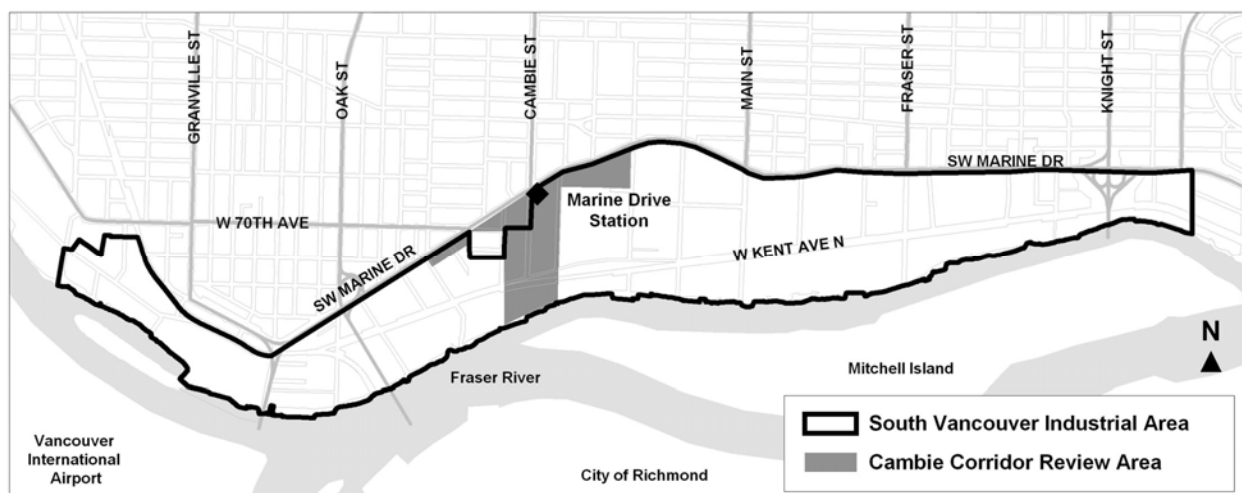 GRANVILLE ST
OAK ST
CAMBIE ST
MAIN ST
FRASER ST
KNIGHT ST
SW MARINE DR
Marine Drive
Station
W 70TH AVE
W KENT AVE N
SW MARINE DR
N
Mitchell Island
Fraser River
South Vancouver Industrial Area
Vancouver
International
Airport
Cambie Corridor Review Area
City of Richmond